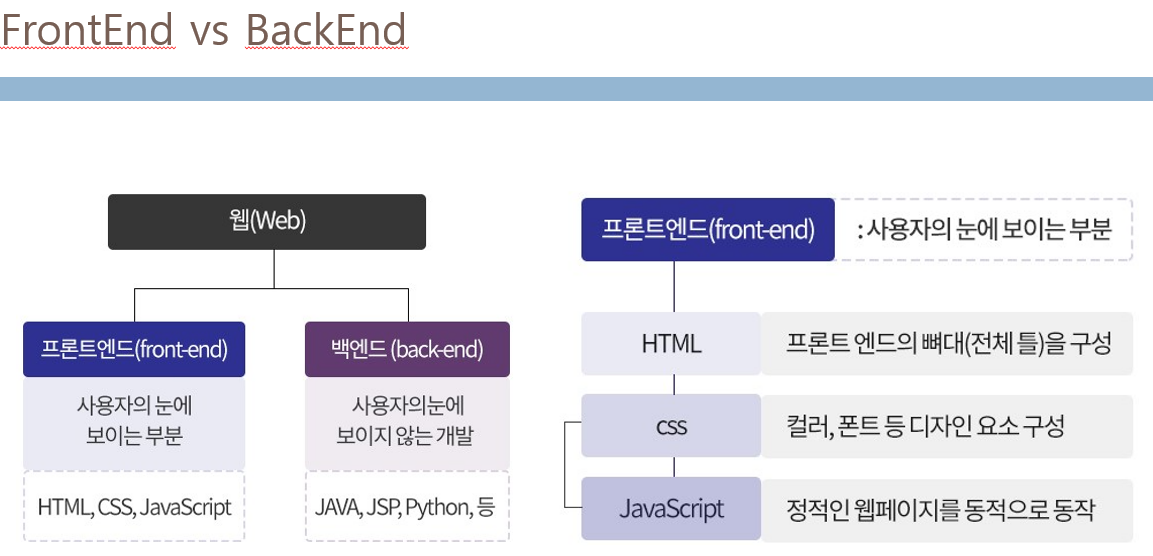 FrontEnd vs BackEnd
웹(Web)
프론트엔드(front-end)
사용자의 눈에
보이는 부분
HTML, CSS, JavaScript
백엔드 (back-end)
사용자의눈에
보이지 않는 개발
JAVA, JSP, Python, 등
프론트엔드(front-end)
: 사용자의 눈에 보이는 부분
HTML
프론트 엔드의 뼈대(전체 틀)을 구성
css
컬러, 폰트 등 디자인 요소 구성
JavaScript
정적인 웹페이지를 동적으로 동작